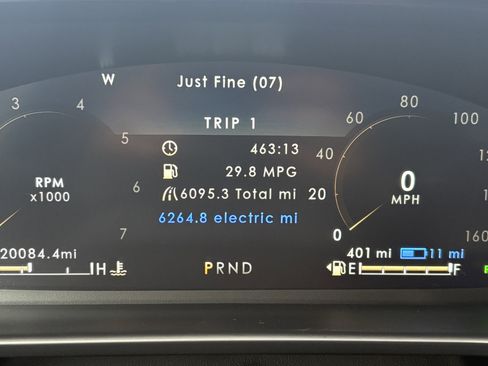 W
Just Fine (07)
TRIP 1
463:13
29.8 MPG
6095.3 Total mi
6264.8 electric mi
3
4
5
6
7
RPM
x1000
20084.4mi
H
PRND
0
20
40
60
80
100
160
0
MPH
401 mi
11 mi
E
F